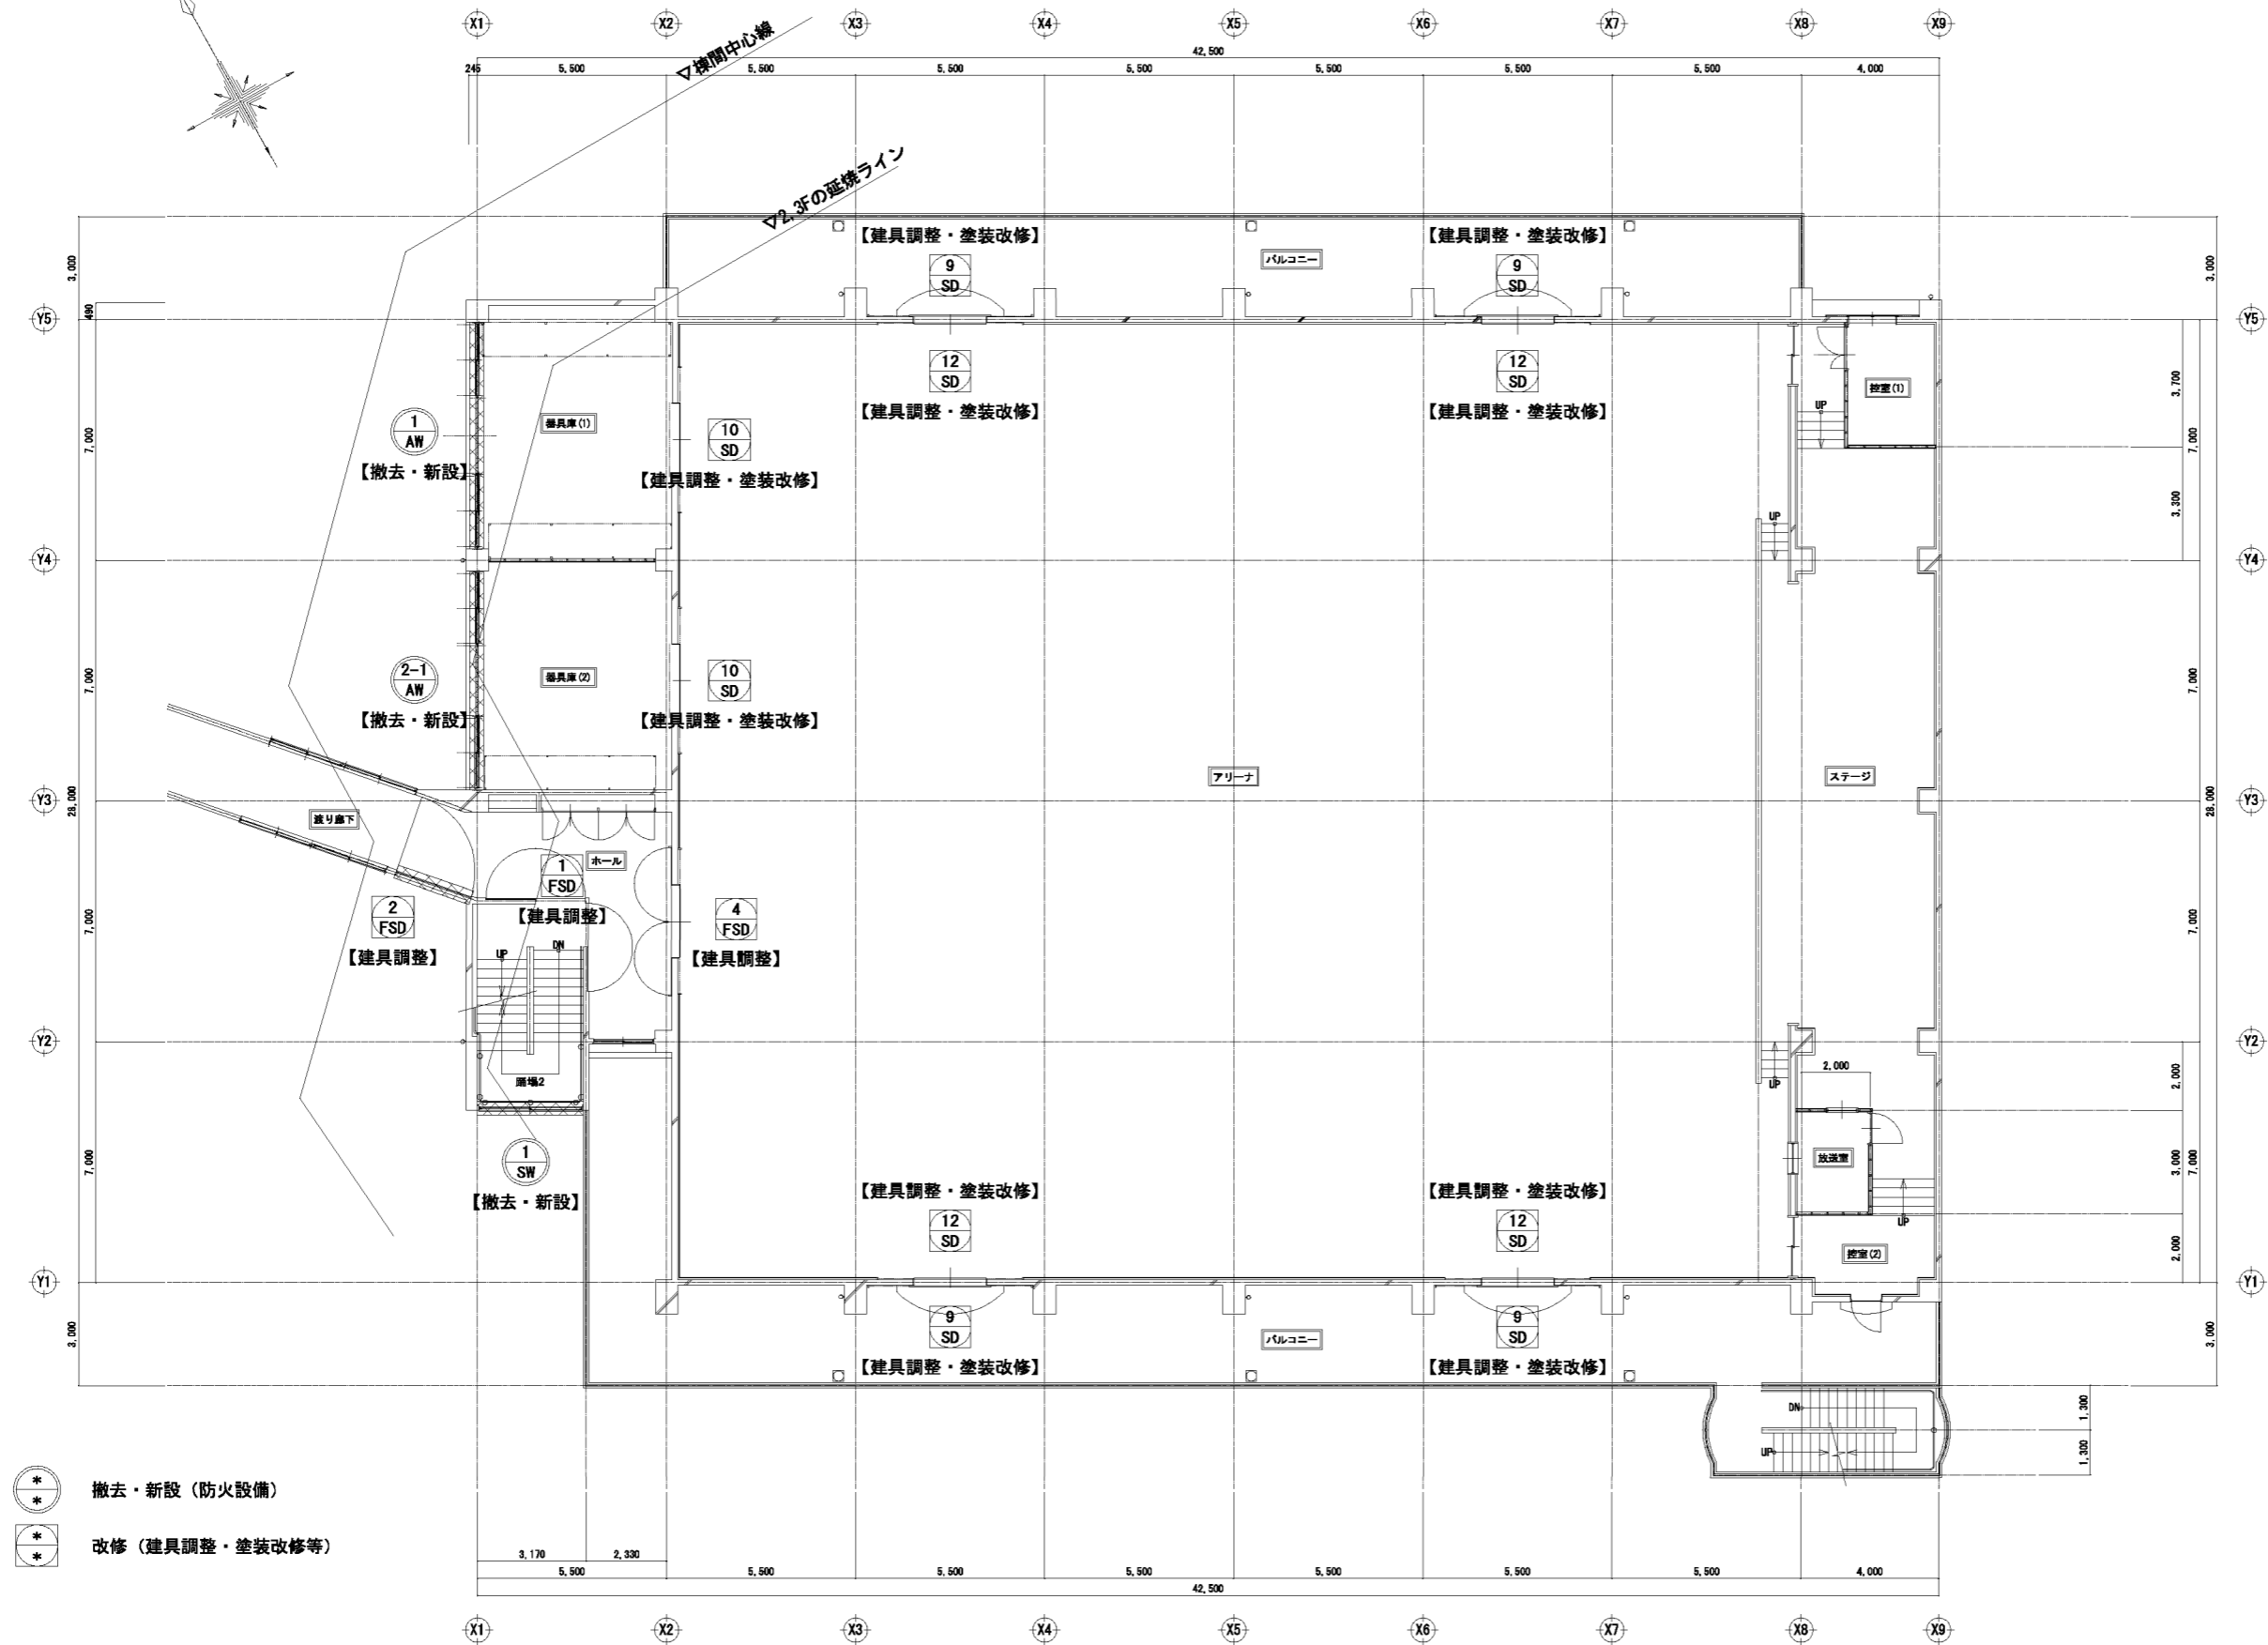 X1 X2 X3 X4 X5 X6 X7 X8 X9
42,500
245 5,500 5,500 5,500 5,500 5,500 5,500 5,500 4,000
▽棟間中心線
▽2,3Fの延焼ライン
【建具調整・塗装改修】 【建具調整・塗装改修】
バルコニー
9 9
SD SD
3,000 3,000
490
Y5 Y5
12 12
SD SD
【建具調整・塗装改修】 【建具調整・塗装改修】
控室(1)
3,700
UP
器具庫(1)
1
AW
【撤去・新設】
10
SD
【建具調整・塗装改修】
7,000 7,000
3,300
UP
Y4 Y4
2-1
AW
【撤去・新設】
器具庫(2)
10
SD
【建具調整・塗装改修】
7,000 7,000
アリーナ
ステージ
Y3 Y3
28,000 28,000
渡り廊下
ホール
1
FSD
【建具調整】
2
FSD
【建具調整】
4
FSD
【建具調整】
7,000 7,000
UP DN
Y2 Y2
踊場2
UP
2,000
2,000
1
SW
【撤去・新設】
放送室
7,000 3,000 7,000
【建具調整・塗装改修】 【建具調整・塗装改修】
12 12
SD SD
UP
控室(2)
2,000
Y1 Y1
9 9
SD SD
バルコニー
【建具調整・塗装改修】 【建具調整・塗装改修】
3,000 3,000
DN
UP
1,300
1,300
*
*
撤去・新設（防火設備）
*
*
改修（建具調整・塗装改修等）
3,170 2,330
5,500 5,500 5,500 5,500 5,500 5,500 5,500 4,000
42,500
X1 X2 X3 X4 X5 X6 X7 X8 X9